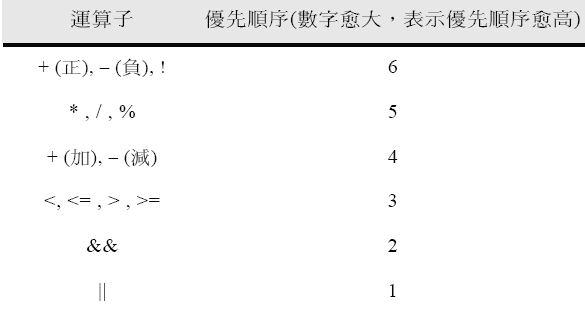 運算子 優先順序(數字愈大，表示優先順序愈高)
+ (正), – (負), ! 6
* , / , % 5
+ (加), – (減) 4
<, <= , > , >= 3
&& 2
|| 1